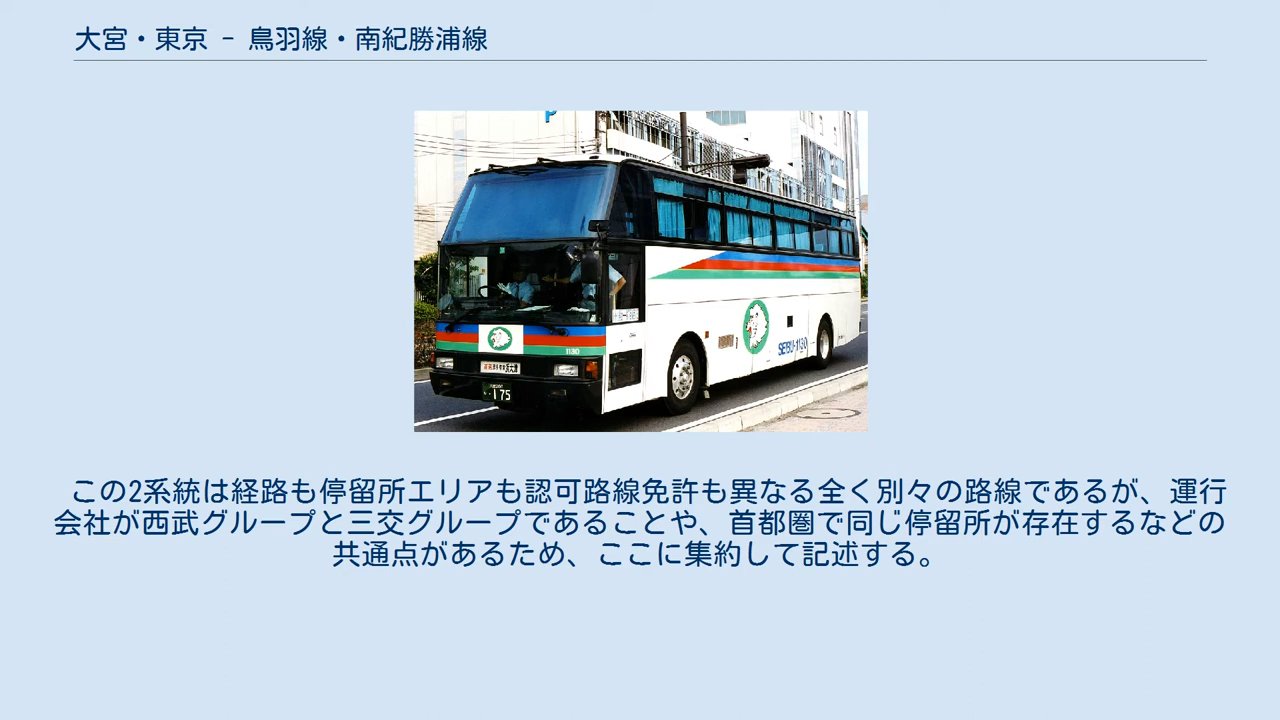 大宮・東京 - 鳥羽線・南紀勝浦線
P
1130
175
SEIBU-1130
この2系統は経路も停留所エリアも認可路線免許も異なる全く別々の路線であるが、運行
会社が西武グループと三交グループであることや、首都圏で同じ停留所が存在するなどの
共通点があるため、ここに集約して記述する。